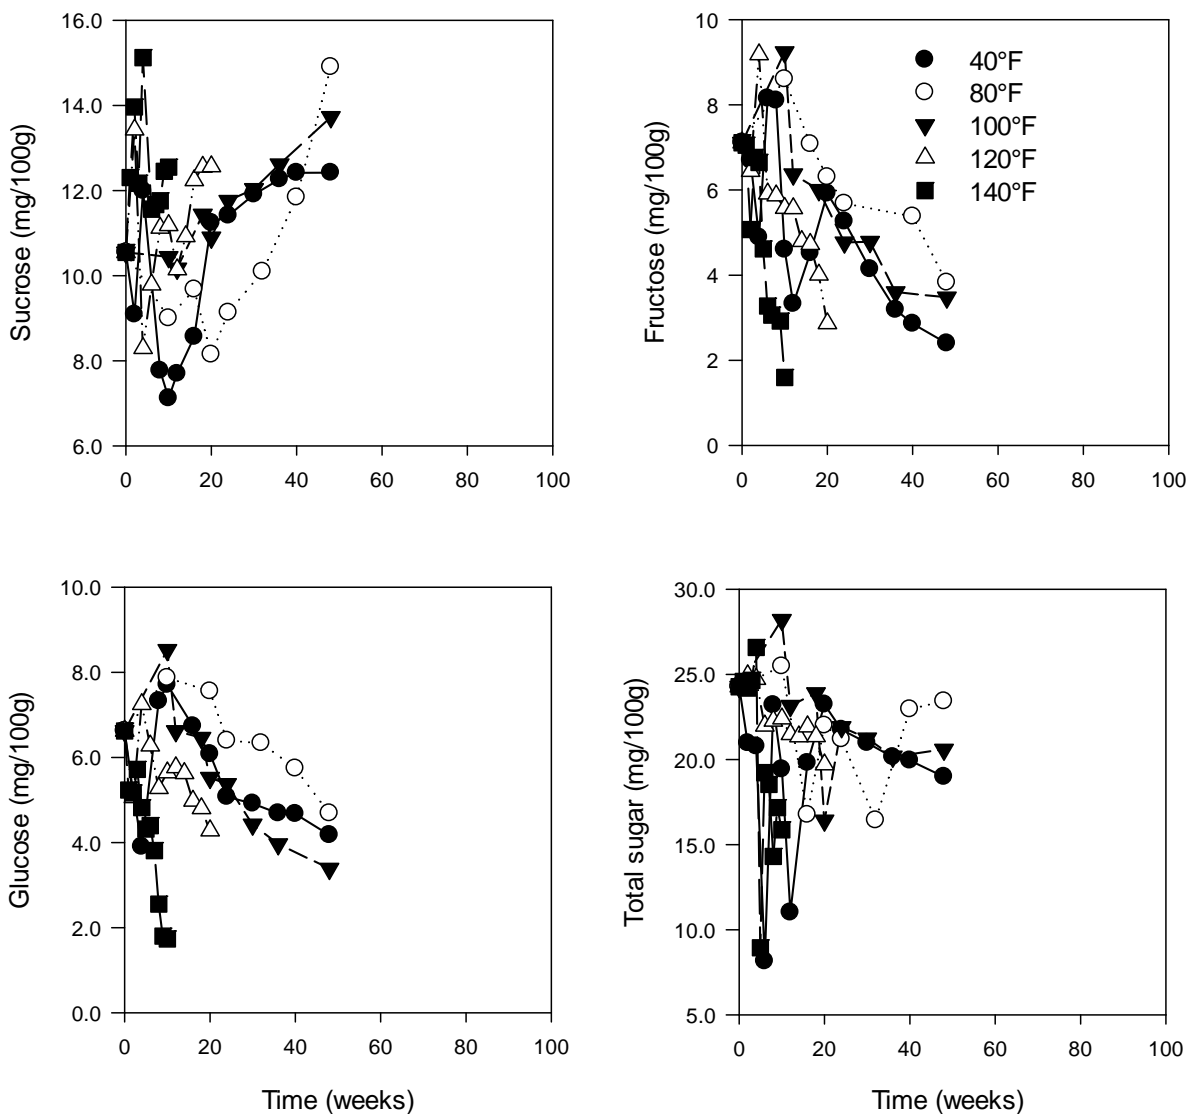 16.0
14.0
12.0
10.0
8.0
6.0
Sucrose (mg/100g)
0 20 40 60 80 100
10
8
6
4
2
0
Fructose (mg/100g)
40°F
80°F
100°F
120°F
140°F
0 20 40 60 80 100
10.0
8.0
6.0
4.0
2.0
0.0
Glucose (mg/100g)
0 20 40 60 80 100
Time (weeks)
30.0
25.0
20.0
15.0
10.0
5.0
Total sugar (mg/100g)
0 20 40 60 80 100
Time (weeks)